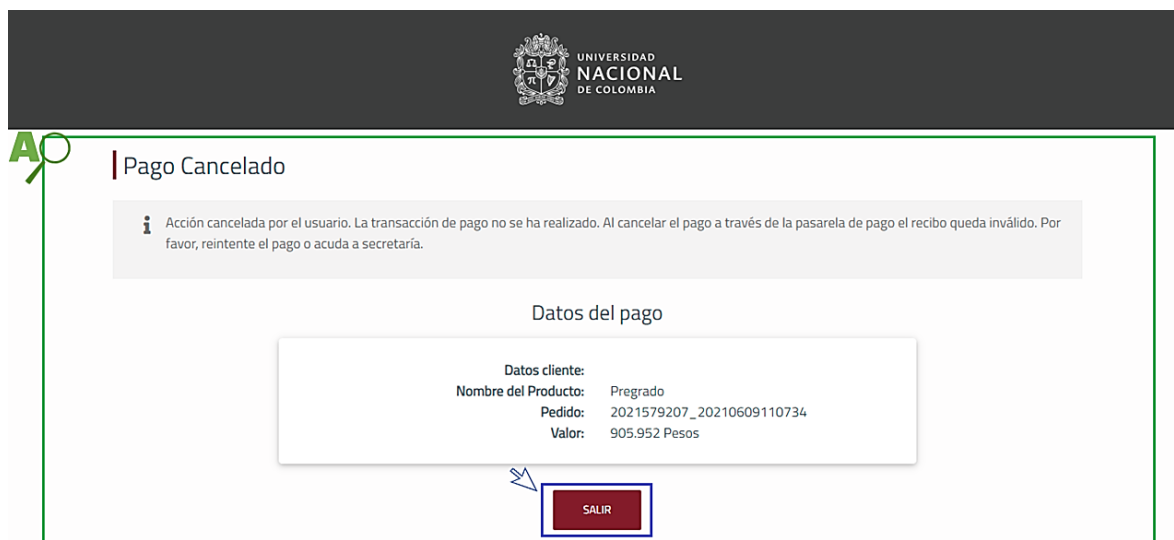 UNIVERSIDAD
NACIONAL
DE COLOMBIA
A
Pago Cancelado
Acción cancelada por el usuario. La transacción de pago no se ha realizado. Al cancelar el pago a través de la pasarela de pago el recibo queda inválido. Por
favor, reintente el pago o acuda a secretaría.
Datos del pago
Datos cliente:
Nombre del Producto: Pregrado
Pedido: 2021579207_20210609110734
Valor: 905.952 Pesos
SALIR